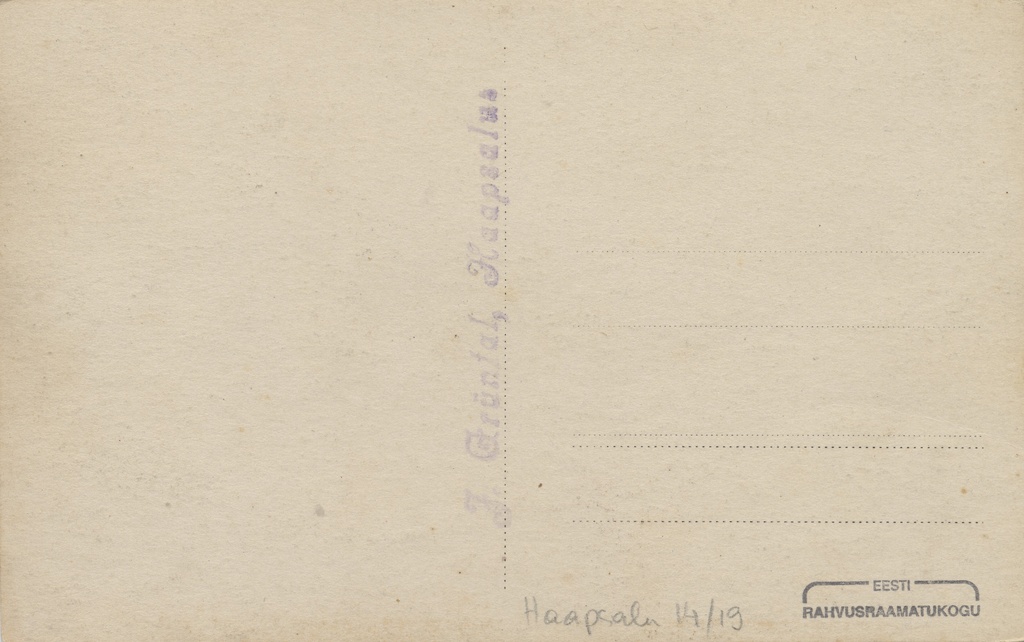 J. Grüntal, Haapsalus
Haapsalu 14/19
EESTI
RAHVUSRAAMATUKOGU